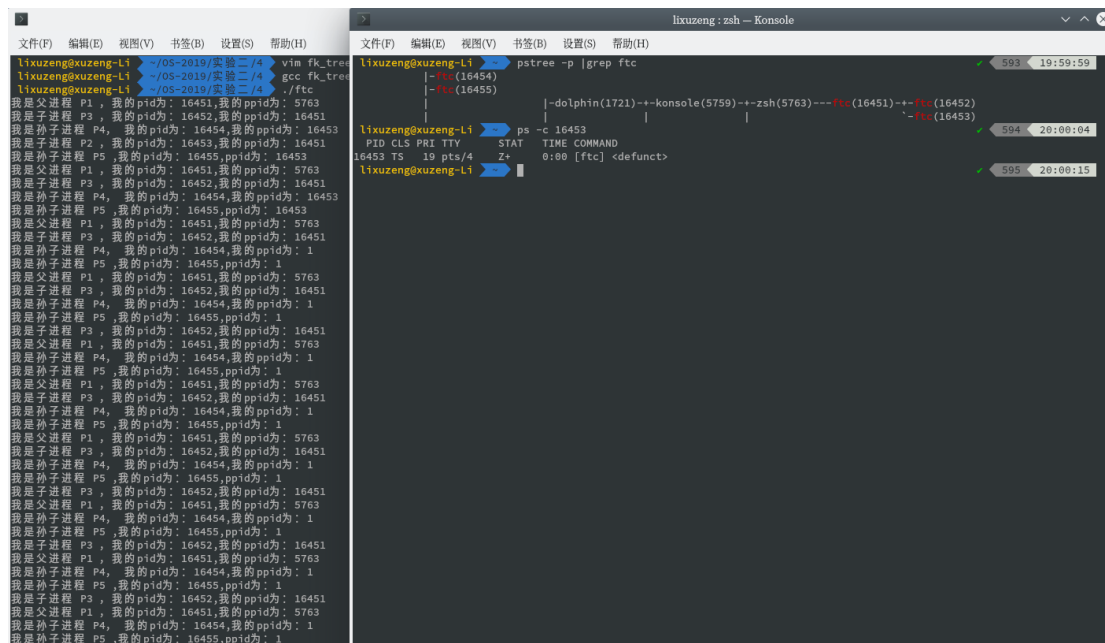 lixuzeng : zsh — Konsole
文件(F) 编辑(E) 视图(V) 书签(B) 设置(S) 帮助(H)
lixuzeng@xuzeng-Li ~/OS-2019/实验二/4 vim fk_tree
lixuzeng@xuzeng-Li ~/OS-2019/实验二/4 gcc fk_tree
lixuzeng@xuzeng-Li ~/OS-2019/实验二/4 ./ftc
我是父进程 P1 , 我的pid为: 16451,我的ppid为: 5763
我是子进程 P3 , 我的pid为: 16452,我的ppid为: 16451
我是孙子进程 P4, 我的pid为: 16454,我的ppid为: 16453
我是子进程 P2 , 我的pid为: 16453,我的ppid为: 16451
我是孙子进程 P5 ,我的pid为: 16455,ppid为: 16453
我是父进程 P1 , 我的pid为: 16451,我的ppid为: 5763
我是子进程 P3 , 我的pid为: 16452,我的ppid为: 16451
我是孙子进程 P4, 我的pid为: 16454,我的ppid为: 16453
我是孙子进程 P5 ,我的pid为: 16455,ppid为: 16453
我是父进程 P1 , 我的pid为: 16451,我的ppid为: 5763
我是子进程 P3 , 我的pid为: 16452,我的ppid为: 16451
我是孙子进程 P4, 我的pid为: 16454,我的ppid为: 1
我是孙子进程 P5 ,我的pid为: 16455,ppid为: 1
我是父进程 P1 , 我的pid为: 16451,我的ppid为: 5763
我是子进程 P3 , 我的pid为: 16452,我的ppid为: 16451
我是孙子进程 P4, 我的pid为: 16454,我的ppid为: 1
我是孙子进程 P5 ,我的pid为: 16455,ppid为: 1
我是子进程 P3 , 我的pid为: 16452,我的ppid为: 16451
我是父进程 P1 , 我的pid为: 16451,我的ppid为: 5763
我是孙子进程 P4, 我的pid为: 16454,我的ppid为: 1
我是孙子进程 P5 ,我的pid为: 16455,ppid为: 1
我是父进程 P1 , 我的pid为: 16451,我的ppid为: 5763
我是子进程 P3 , 我的pid为: 16452,我的ppid为: 16451
我是孙子进程 P4, 我的pid为: 16454,我的ppid为: 1
我是孙子进程 P5 ,我的pid为: 16455,ppid为: 1
我是父进程 P1 , 我的pid为: 16451,我的ppid为: 5763
我是子进程 P3 , 我的pid为: 16452,我的ppid为: 16451
我是孙子进程 P4, 我的pid为: 16454,我的ppid为: 1
我是孙子进程 P5 ,我的pid为: 16455,ppid为: 1
我是子进程 P3 , 我的pid为: 16452,我的ppid为: 16451
我是父进程 P1 , 我的pid为: 16451,我的ppid为: 5763
我是孙子进程 P4, 我的pid为: 16454,我的ppid为: 1
我是孙子进程 P5 ,我的pid为: 16455,ppid为: 1
我是子进程 P3 , 我的pid为: 16452,我的ppid为: 16451
我是父进程 P1 , 我的pid为: 16451,我的ppid为: 5763
我是孙子进程 P4, 我的pid为: 16454,我的ppid为: 1
我是孙子进程 P5 ,我的pid为: 16455,ppid为: 1
我是子进程 P3 , 我的pid为: 16452,我的ppid为: 16451
我是父进程 P1 , 我的pid为: 16451,我的ppid为: 5763
我是孙子进程 P4, 我的pid为: 16454,我的ppid为: 1
我是孙子进程 P5 ,我的pid为: 16455,ppid为: 1
文件(F) 编辑(E) 视图(V) 书签(B) 设置(S) 帮助(H)
lixuzeng@xuzeng-Li ~ pstree -p |grep ftc ✓ 593 19:59:59
|-ftc(16454)
|-ftc(16455)
| |-dolphin(1721)-+-konsole(5759)-+-zsh(5763)---ftc(16451)-+-ftc(16452)
| | | | `-ftc(16453)
lixuzeng@xuzeng-Li ~ ps -c 16453 ✓ 594 20:00:04
PID CLS PRI TTY STAT TIME COMMAND
16453 TS 19 pts/4 Z+ 0:00 [ftc] <defunct>
lixuzeng@xuzeng-Li ~ ✓ 595 20:00:15